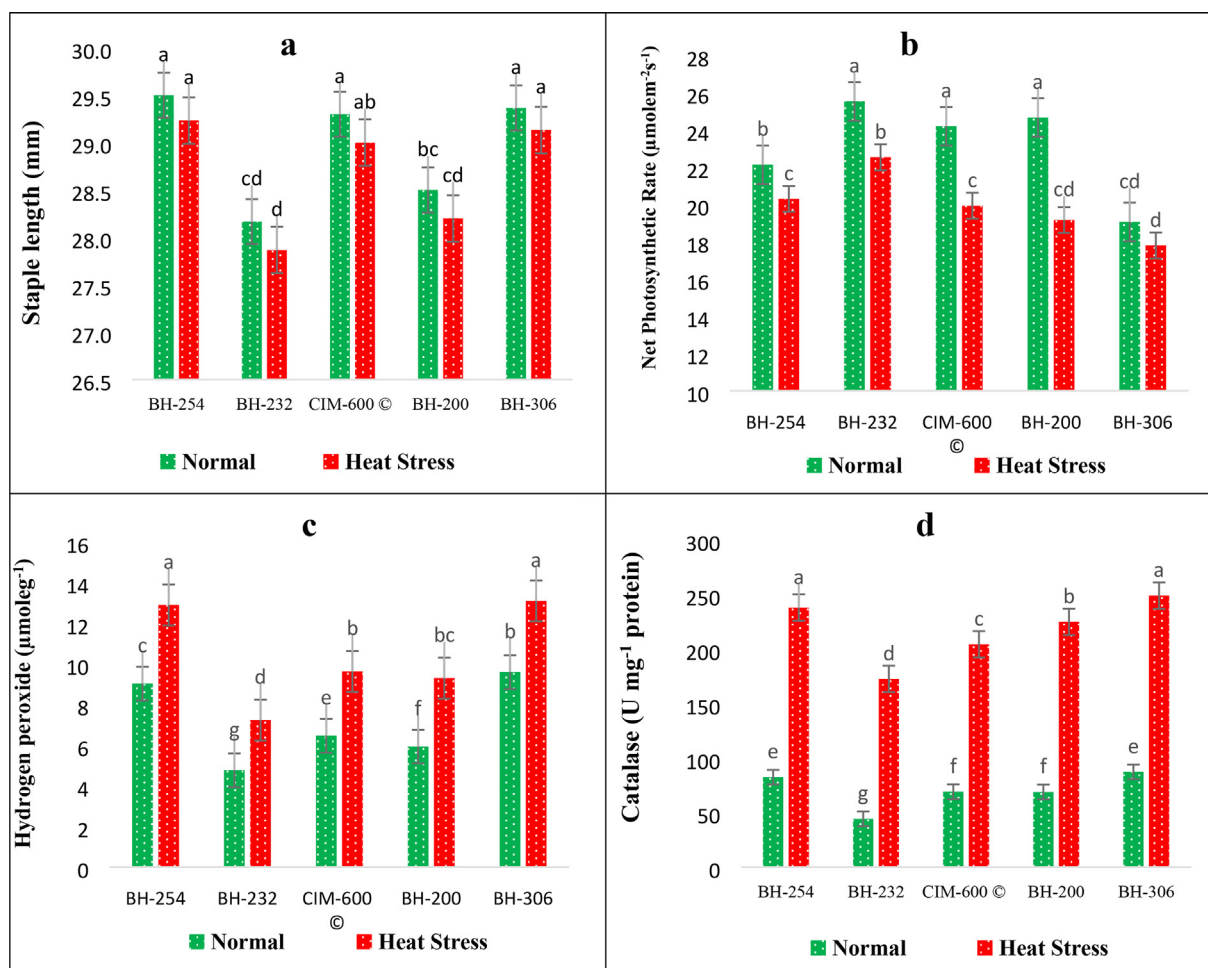 a
Staple length (mm)
30.0
29.5
29.0
28.5
28.0
27.5
27.0
26.5
a a cd d a ab bc cd a a
BH-254 BH-232 CIM-600 © BH-200 BH-306
Normal Heat Stress
b
Net Photosynthetic Rate (µmolem⁻²s⁻¹)
28
26
24
22
20
18
16
14
12
10
b c a b a c a cd cd d
BH-254 BH-232 CIM-600 BH-200 BH-306
©
Normal Heat Stress
c
Hydrogen peroxide (µmoleg⁻¹)
16
14
12
10
8
6
4
2
0
c a g d e b f bc b a
BH-254 BH-232 CIM-600 BH-200 BH-306
©
Normal Heat Stress
d
Catalase (U mg⁻¹ protein)
300
250
200
150
100
50
0
e a g d f c f b e a
BH-254 BH-232 CIM-600 © BH-200 BH-306
Normal Heat Stress